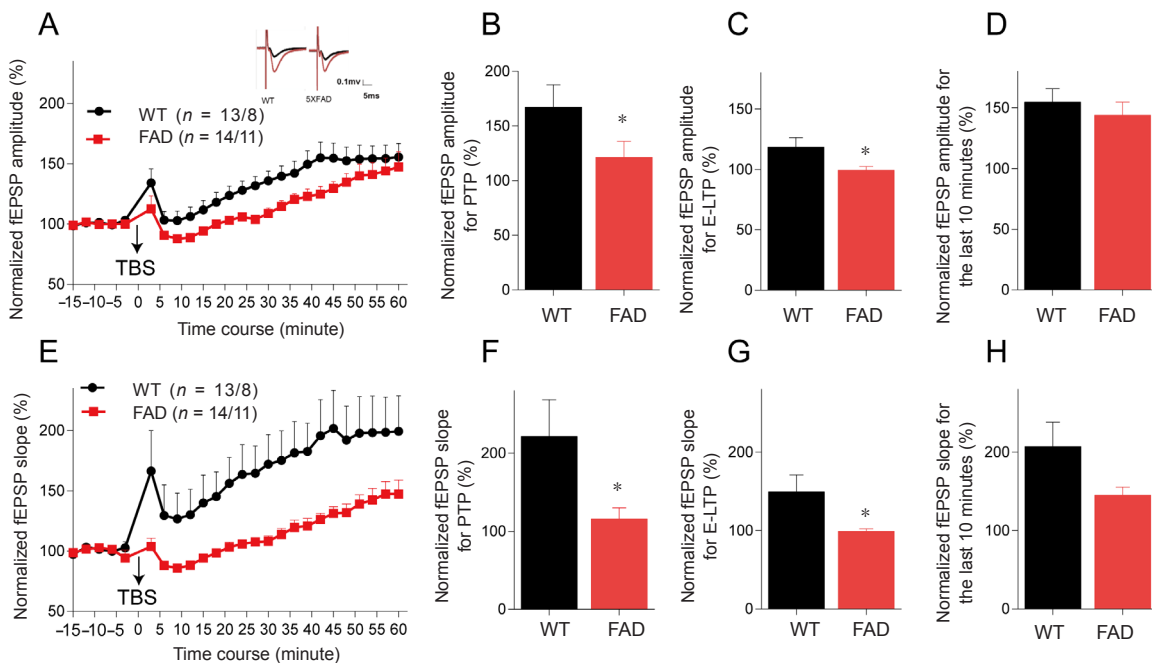 A
Normalized fEPSP amplitude (%)
200
150
100
50
WT (n = 13/8)
FAD (n = 14/11)
WT
5XFAD
0.1mv
5ms
TBS
−15 −10 −5 0 5 10 15 20 25 30 35 40 45 50 55 60
Time course (minute)
B
Normalized fEPSP amplitude
for PTP (%)
200
150
100
50
0
*
WT FAD
C
Normalized fEPSP amplitude
for E-LTP (%)
150
100
50
0
*
WT FAD
D
Normalized fEPSP amplitude for
the last 10 minutes (%)
150
100
50
0
WT FAD
E
Normalized fEPSP slope (%)
200
150
100
50
WT (n = 13/8)
FAD (n = 14/11)
TBS
−15 −10 −5 0 5 10 15 20 25 30 35 40 45 50 55 60
Time course (minute)
F
Normalized fEPSP slope
for PTP (%)
200
100
0
*
WT FAD
G
Normalized fEPSP slope
for E-LTP (%)
200
100
0
*
WT FAD
H
Normalized fEPSP slope for
the last 10 minutes (%)
200
100
0
WT FAD